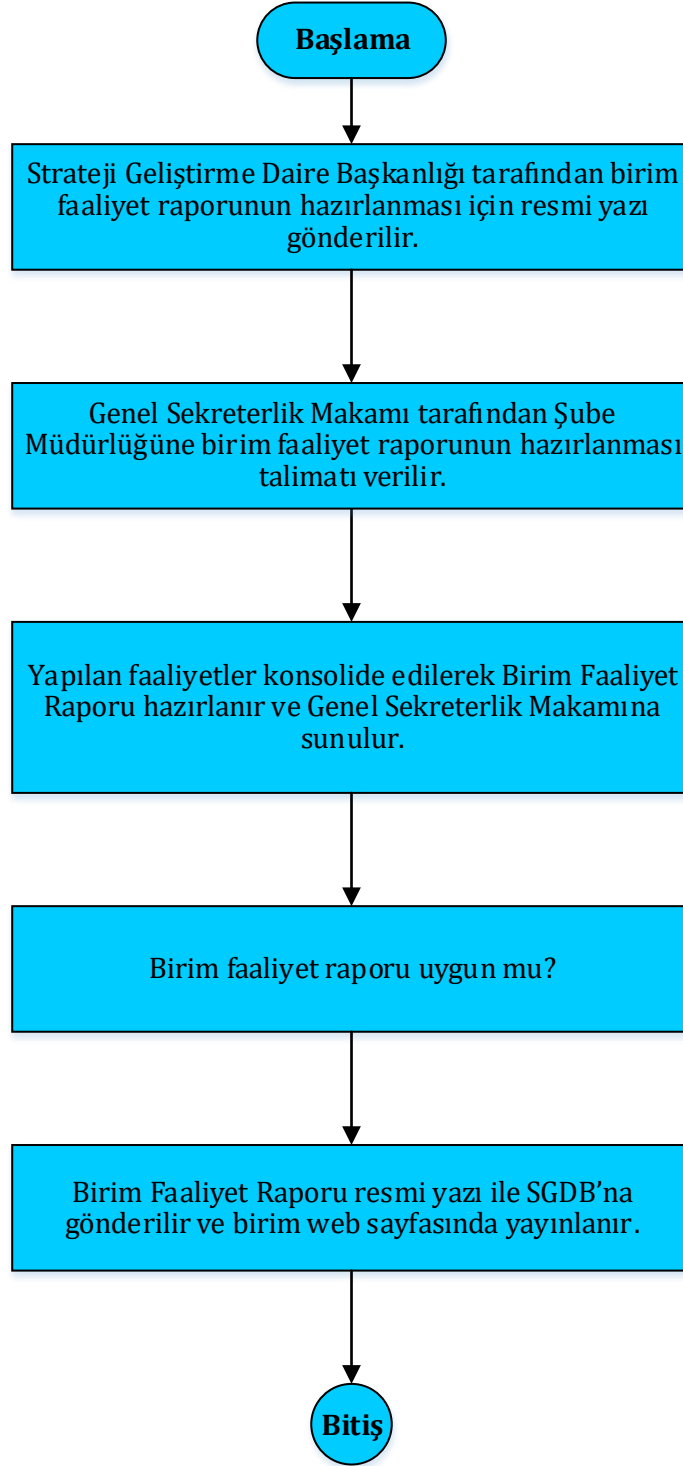 Başlama
Strateji Geliştirme Daire Başkanlığı tarafından birim
faaliyet raporunun hazırlanması için resmi yazı
gönderilir.
Genel Sekreterlik Makamı tarafından Şube
Müdürlüğüne birim faaliyet raporunun hazırlanması
talimatı verilir.
Yapılan faaliyetler konsolide edilerek Birim Faaliyet
Raporu hazırlanır ve Genel Sekreterlik Makamına
sunulur.
Birim faaliyet raporu uygun mu?
Birim Faaliyet Raporu resmi yazı ile SGDB’na
gönderilir ve birim web sayfasında yayınlanır.
Bitiş